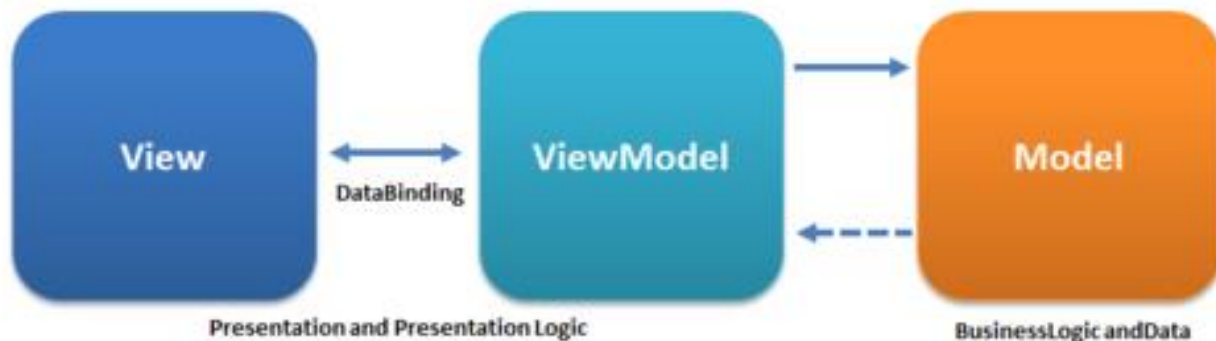 View
ViewModel
Model
DataBinding
Presentation and Presentation Logic
BusinessLogic andData